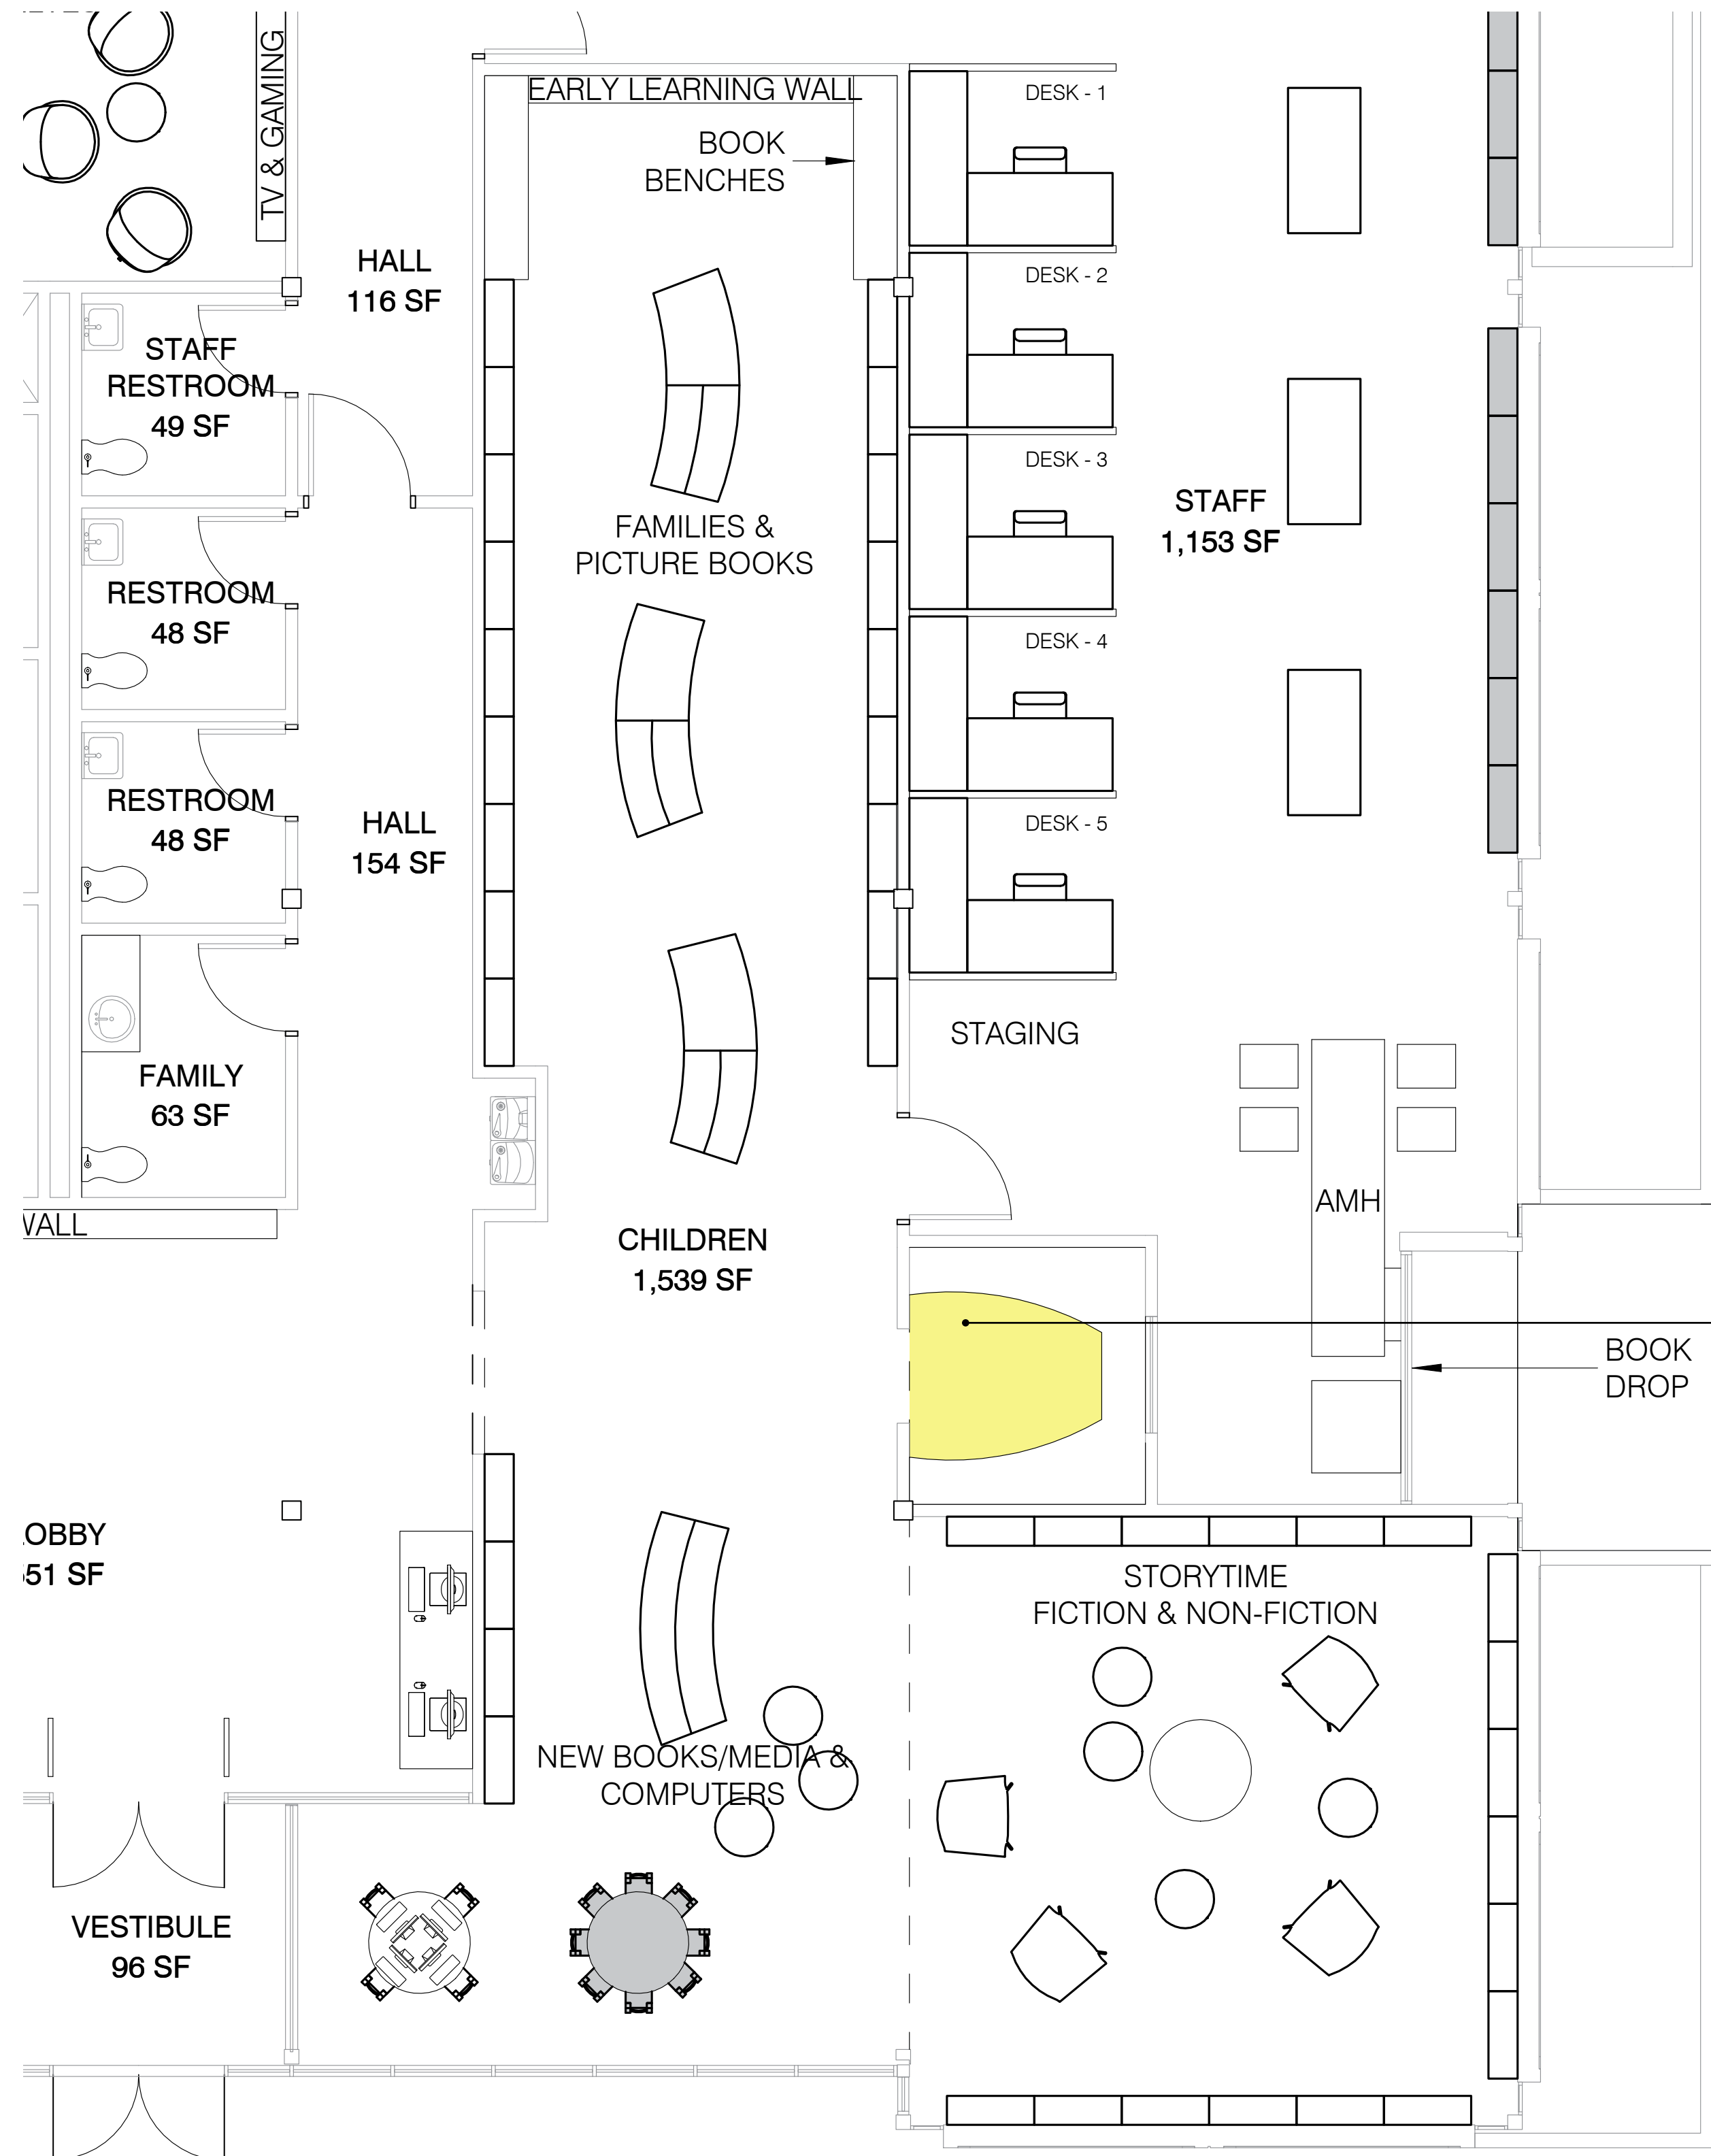 TV & GAMING
EARLY LEARNING WALL
BOOK
BENCHES
DESK - 1
HALL
116 SF
DESK - 2
STAFF
RESTROOM
49 SF
DESK - 3
STAFF
1,153 SF
FAMILIES &
PICTURE BOOKS
RESTROOM
48 SF
DESK - 4
RESTROOM
48 SF
HALL
154 SF
DESK - 5
STAGING
FAMILY
63 SF
AMH
WALL
CHILDREN
1,539 SF
BOOK
DROP
LOBBY
51 SF
STORYTIME
FICTION & NON-FICTION
NEW BOOKS/MEDIA &
COMPUTERS
VESTIBULE
96 SF